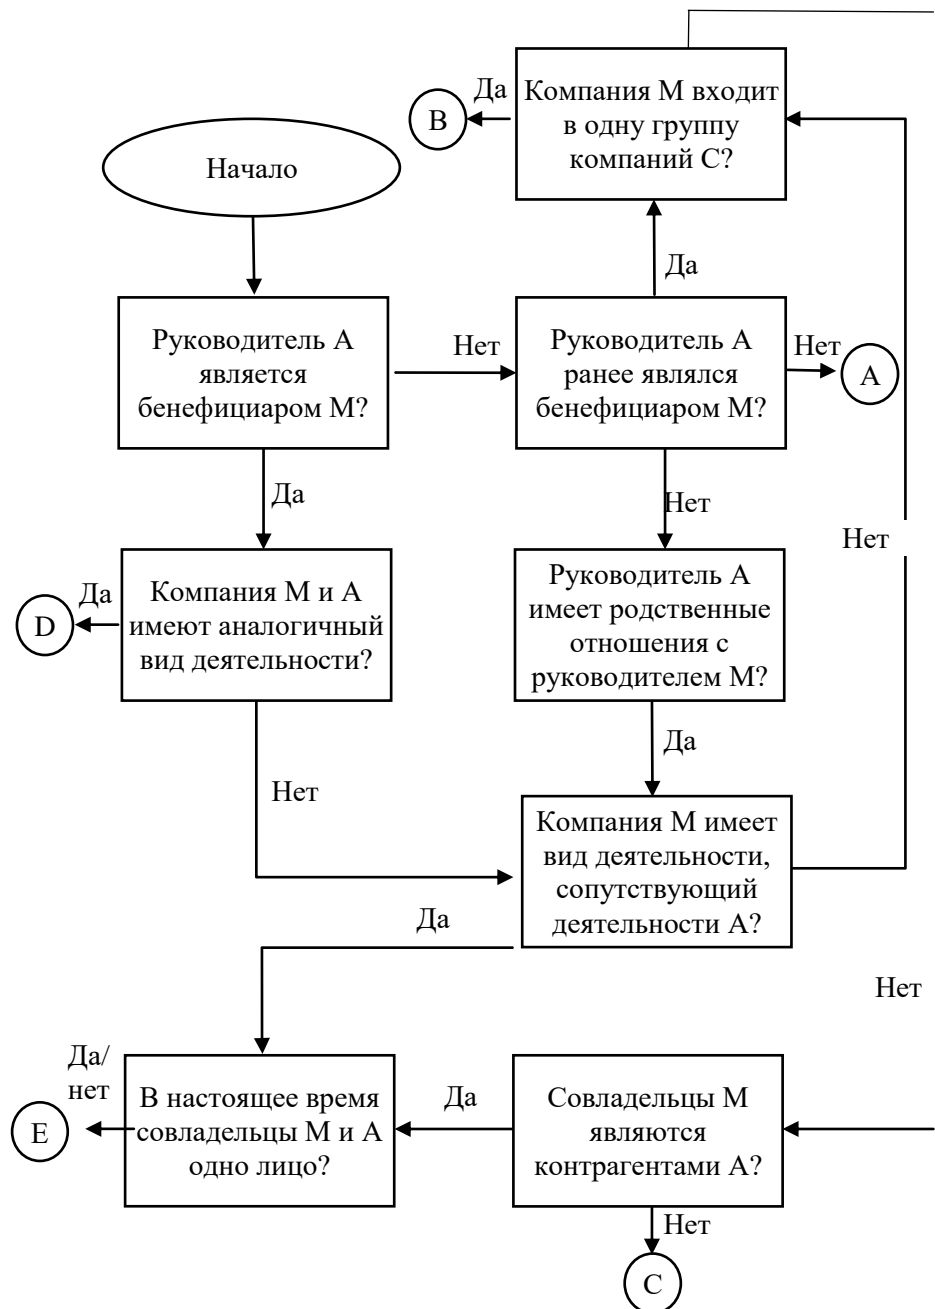 Да
Компания М входит
в одну группу
компаний С?
B
Начало
Да
Руководитель А
является
бенефициаром М?
Нет
Руководитель А
ранее являлся
бенефициаром М?
Нет
A
Да
Нет
Нет
Да
D
Компания М и А
имеют аналогичный
вид деятельности?
Руководитель А
имеет родственные
отношения с
руководителем М?
Да
Нет
Компания М имеет
вид деятельности,
сопутствующий
деятельности А?
Да
Нет
Да/
нет
E
В настоящее время
совладельцы М и А
одно лицо?
Да
Совладельцы М
являются
контрагентами А?
Нет
C